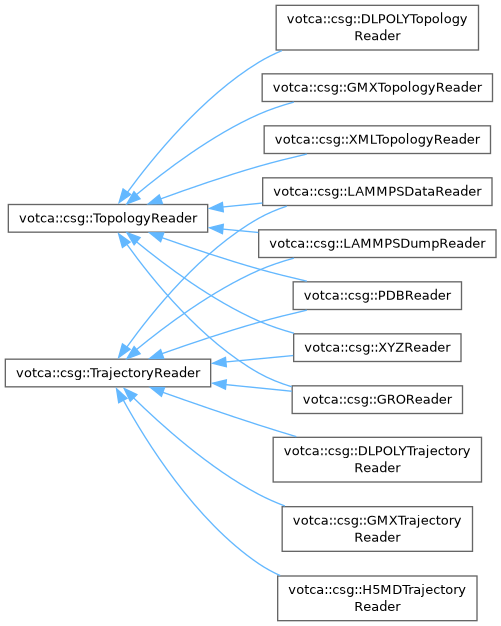 votca::csg::DLPOLYTopology
Reader
votca::csg::GMXTopologyReader
votca::csg::XMLTopologyReader
votca::csg::LAMMPSDataReader
votca::csg::TopologyReader
votca::csg::LAMMPSDumpReader
votca::csg::PDBReader
votca::csg::XYZReader
votca::csg::TrajectoryReader
votca::csg::GROReader
votca::csg::DLPOLYTrajectory
Reader
votca::csg::GMXTrajectory
Reader
votca::csg::H5MDTrajectory
Reader